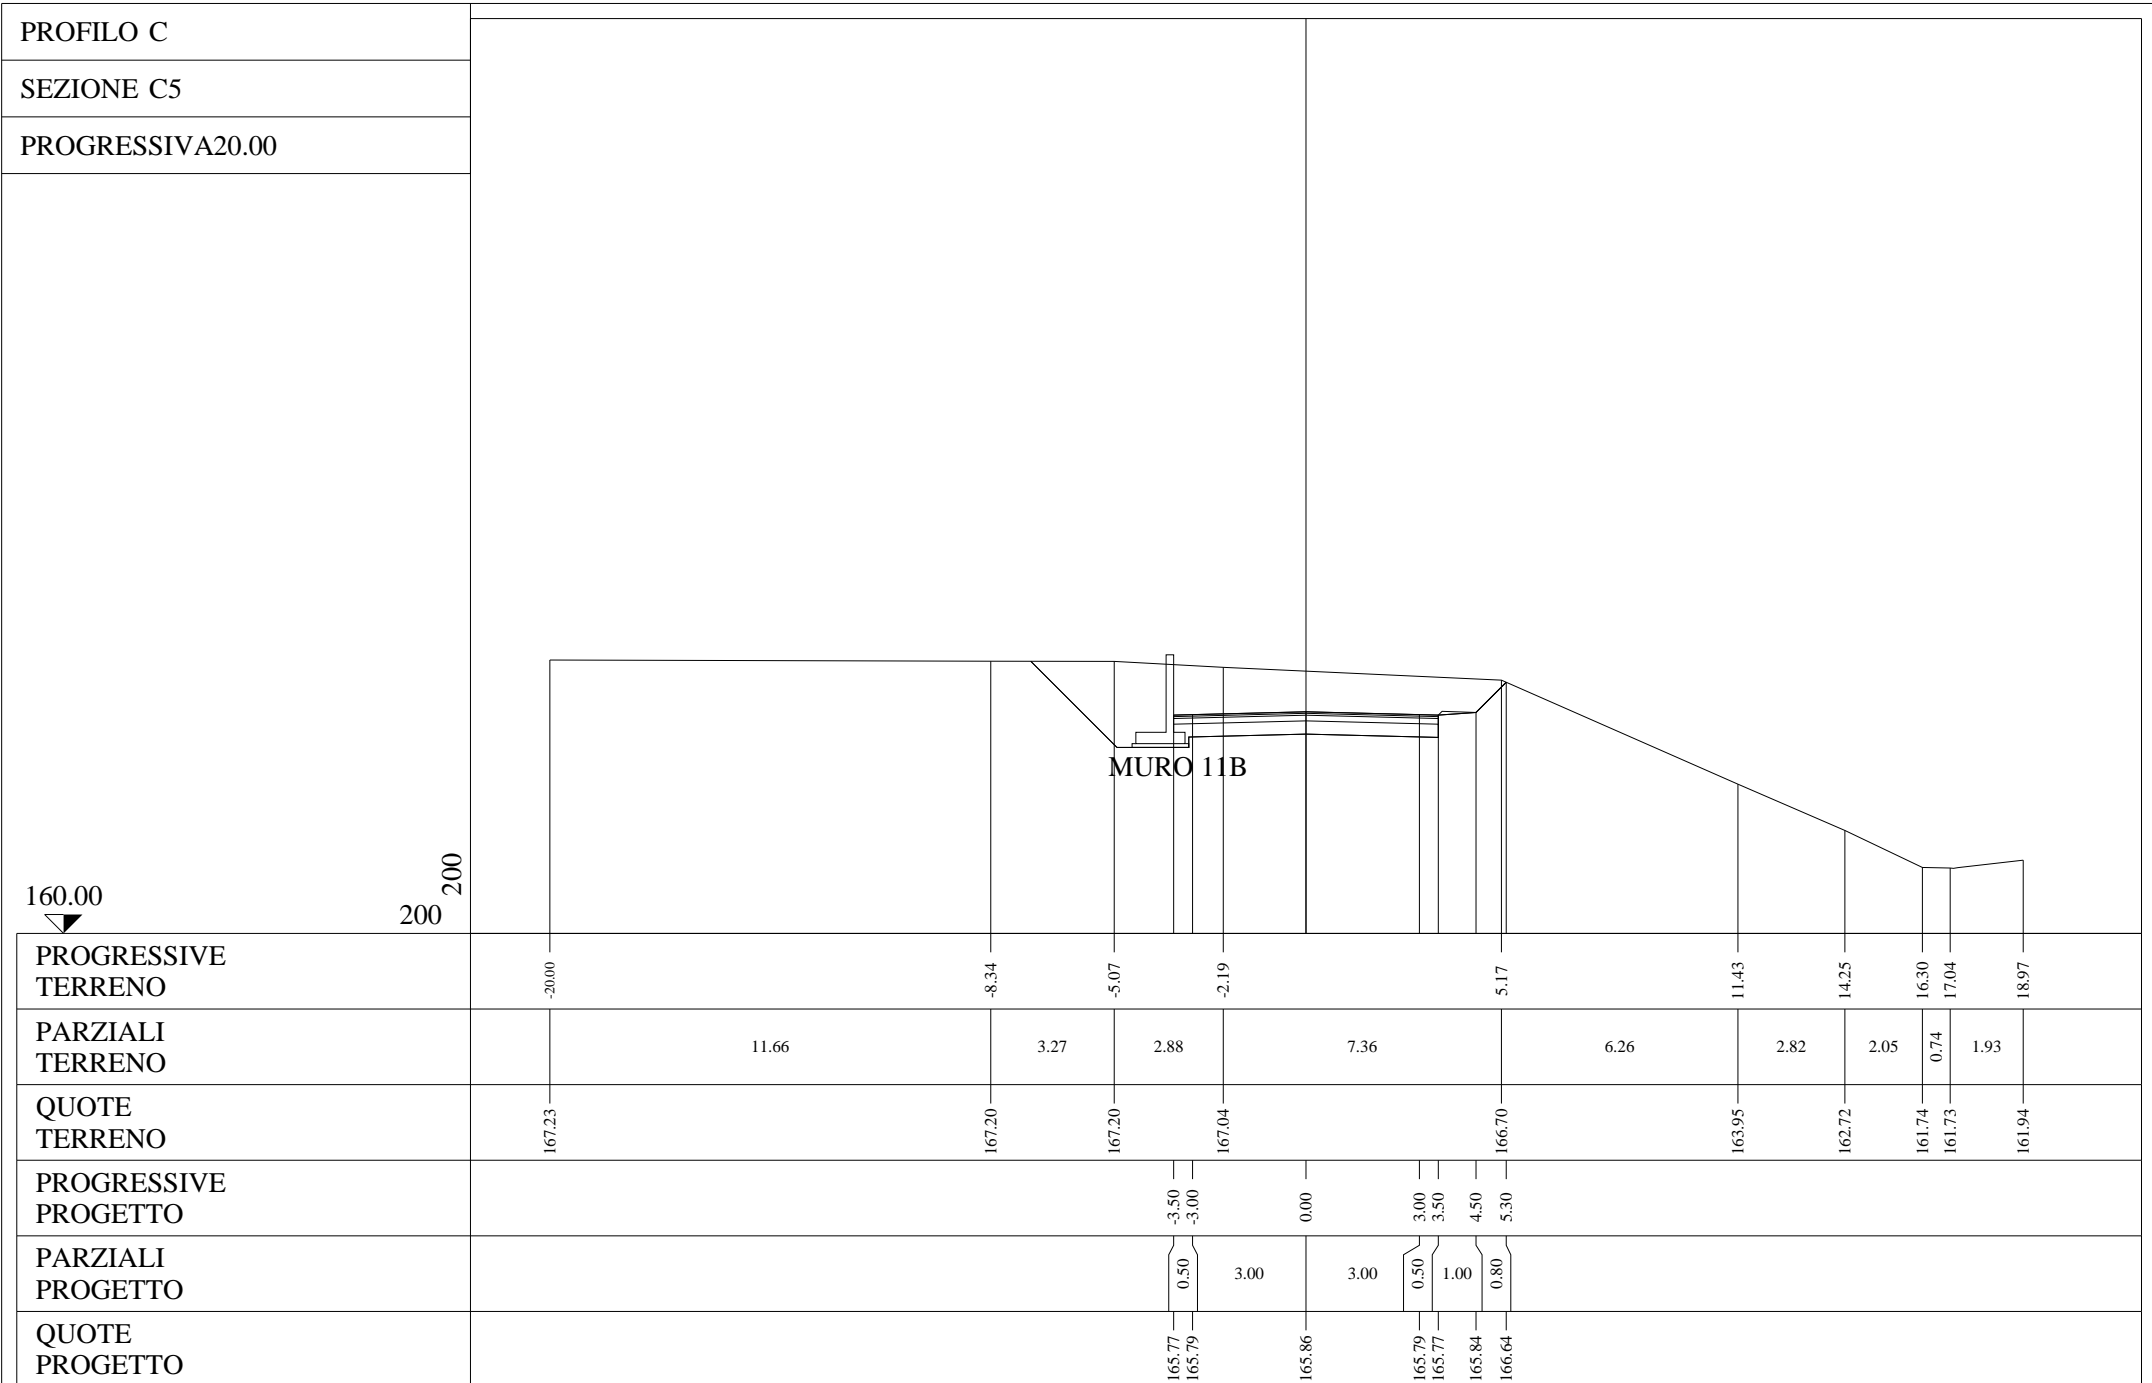 PROFILO C
SEZIONE C5
PROGRESSIVA20.00
MURO 11B
200
160.00
200
PROGRESSIVE
TERRENO
-20.00 -8.34 -5.07 -2.19 5.17 11.43 14.25 16.30 17.04 18.97
PARZIALI
TERRENO
11.66 3.27 2.88 7.36 6.26 2.82 2.05 0.74 1.93
QUOTE
TERRENO
167.23 167.20 167.20 167.04 166.70 163.95 162.72 161.74 161.73 161.94
PROGRESSIVE
PROGETTO
-3.50 -3.00 0.00 3.00 3.50 4.50 5.30
PARZIALI
PROGETTO
0.50 3.00 3.00 0.50 1.00 0.80
QUOTE
PROGETTO
165.77 165.79 165.86 165.79 165.77 165.84 166.64